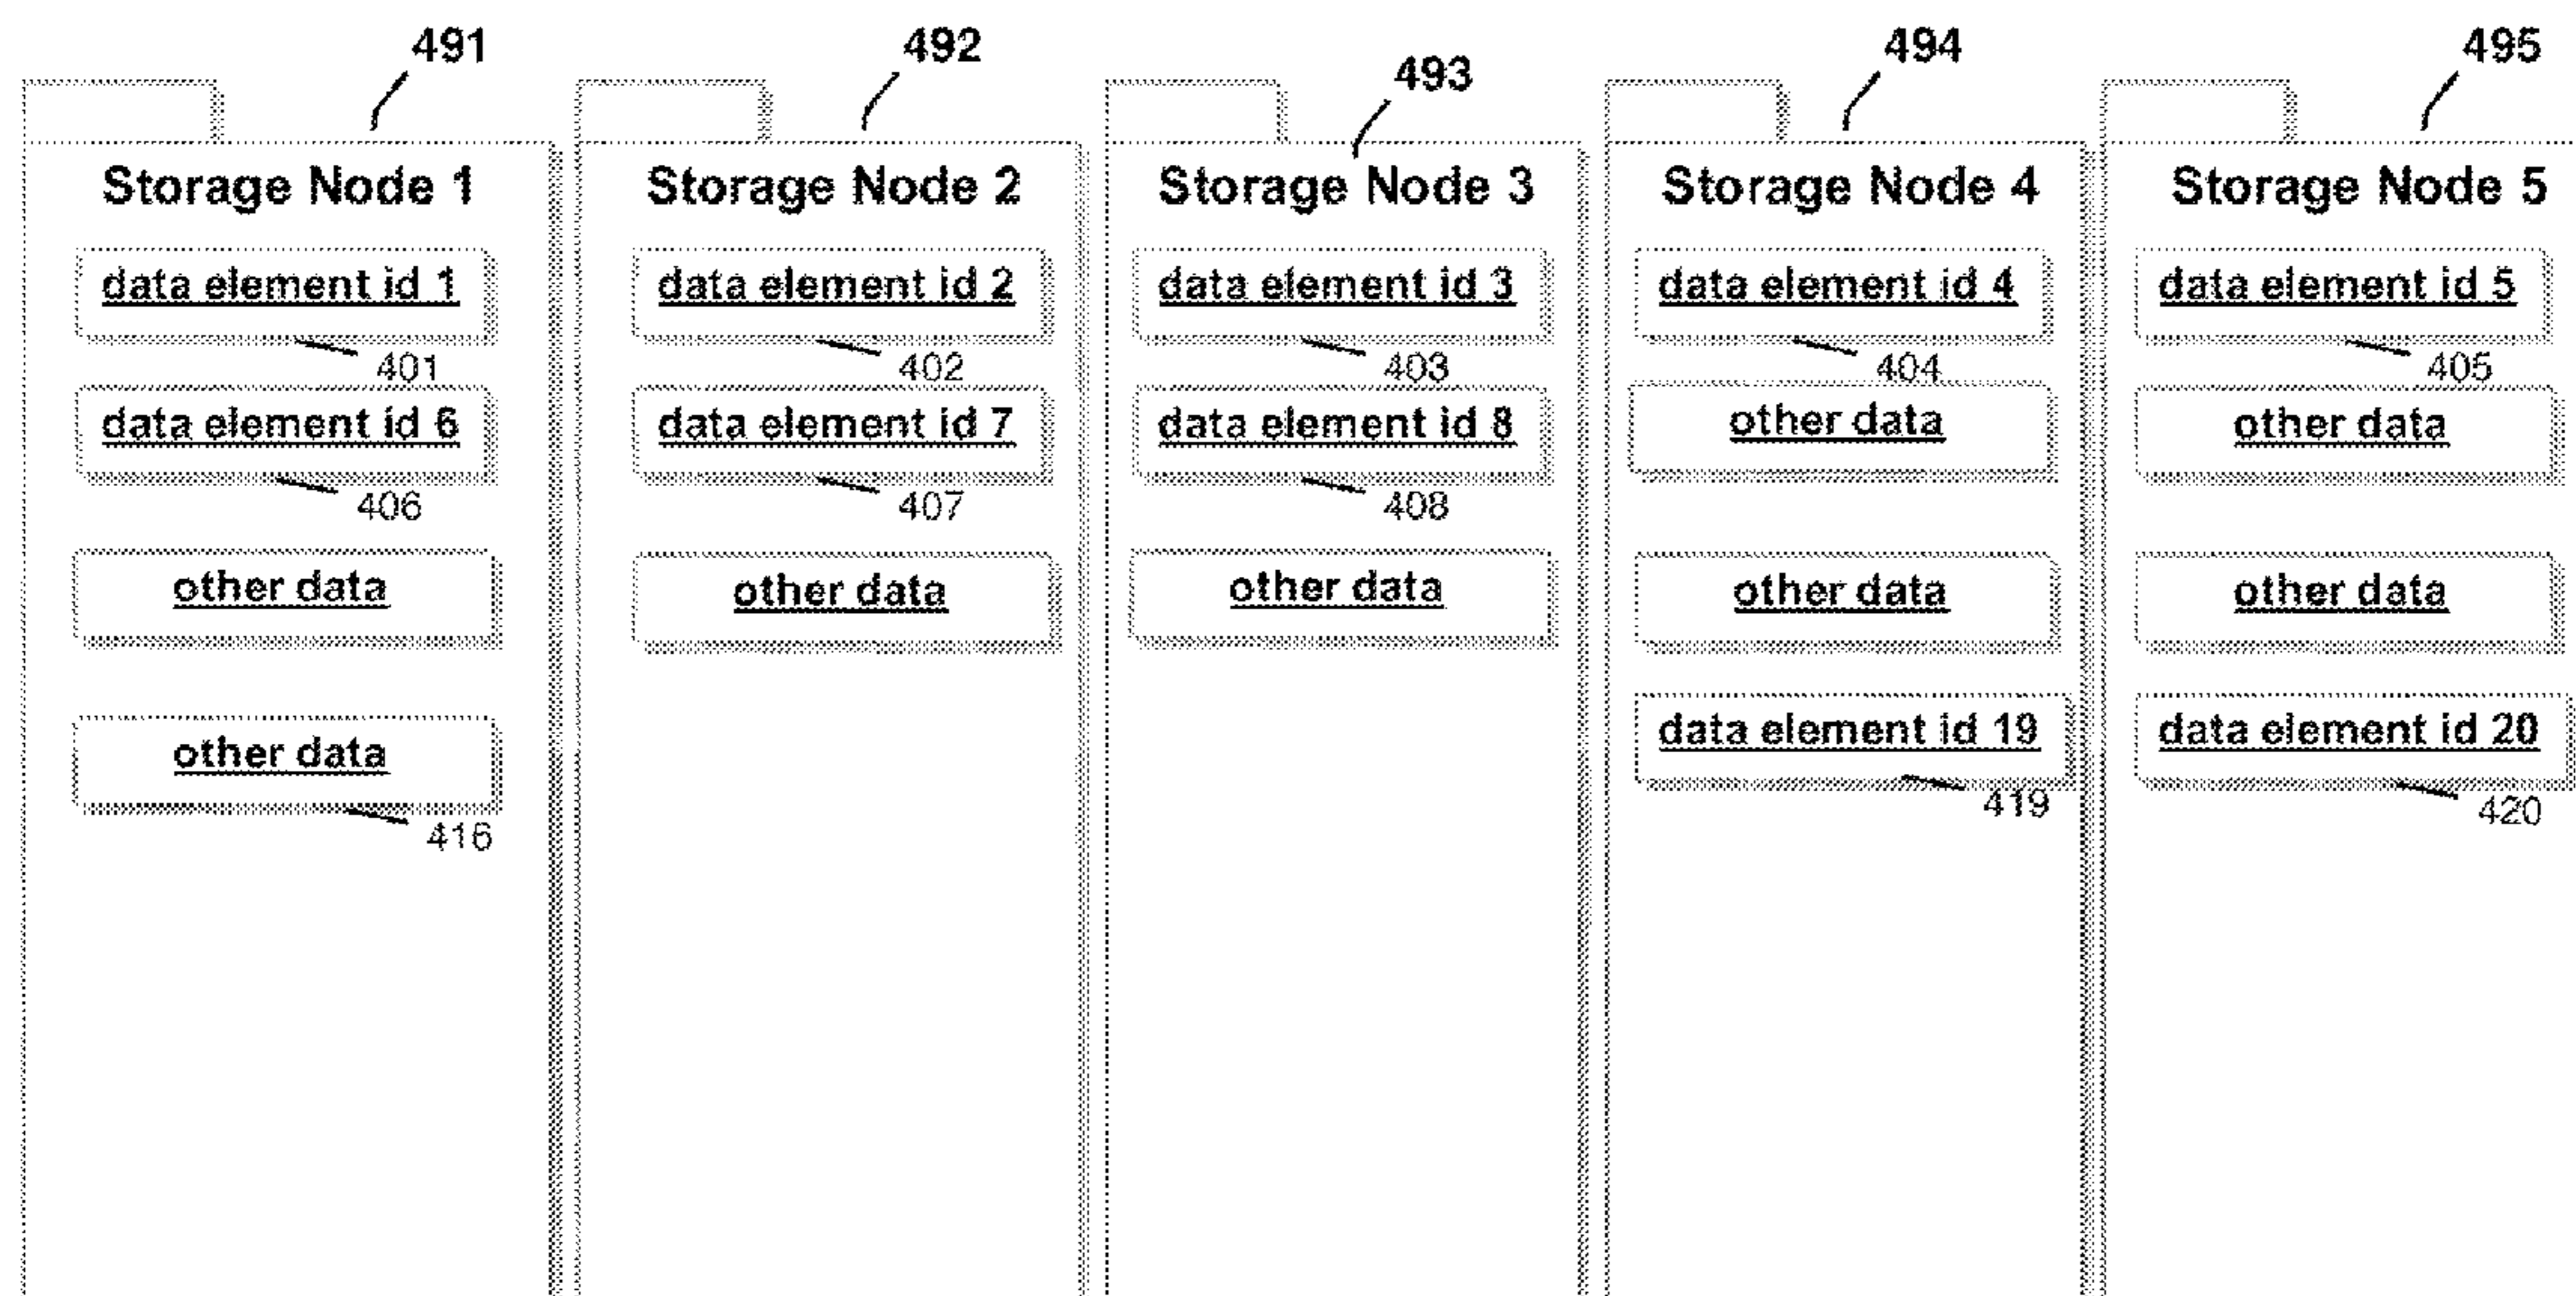 491
492
493
494
495
Storage Node 1
Storage Node 2
Storage Node 3
Storage Node 4
Storage Node 5
data element id 1
data element id 2
data element id 3
data element id 4
data element id 5
401
402
403
404
405
data element id 6
data element id 7
data element id 8
other data
other data
406
407
408
other data
other data
other data
other data
other data
other data
data element id 19
data element id 20
416
419
420